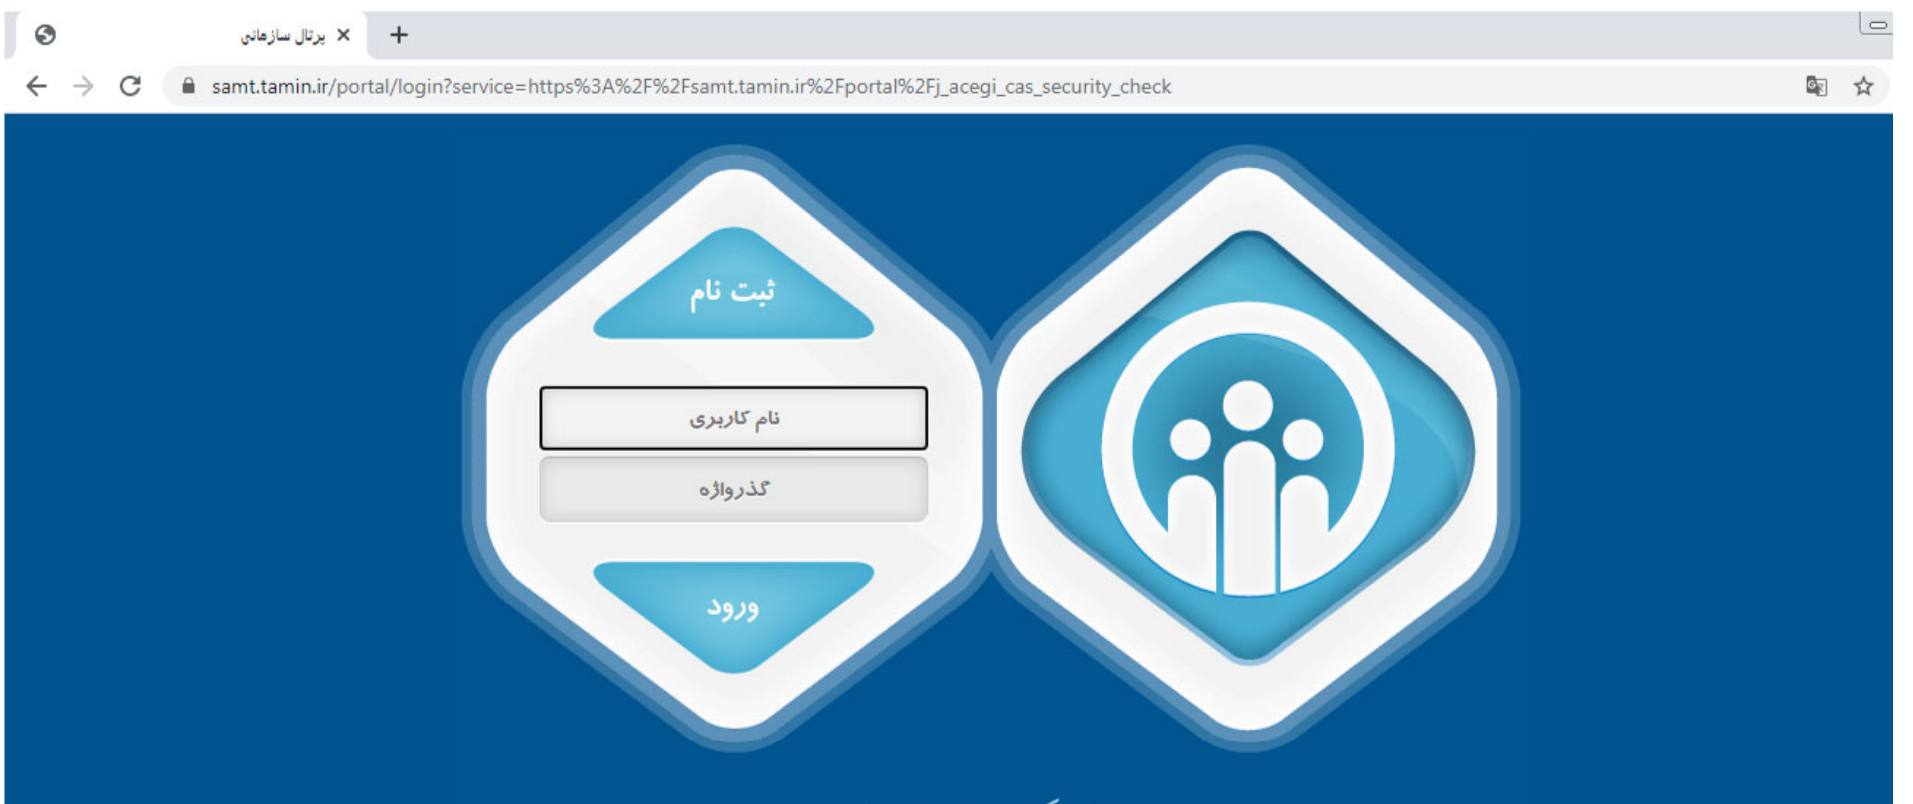 پرتال سازمانی
samt.tamin.ir/portal/login?service=https%3A%2F%2Fsamt.tamin.ir%2Fportal%2Fj_acegi_cas_security_check
ثبت نام
نام کاربری
گذرواژه
ورود